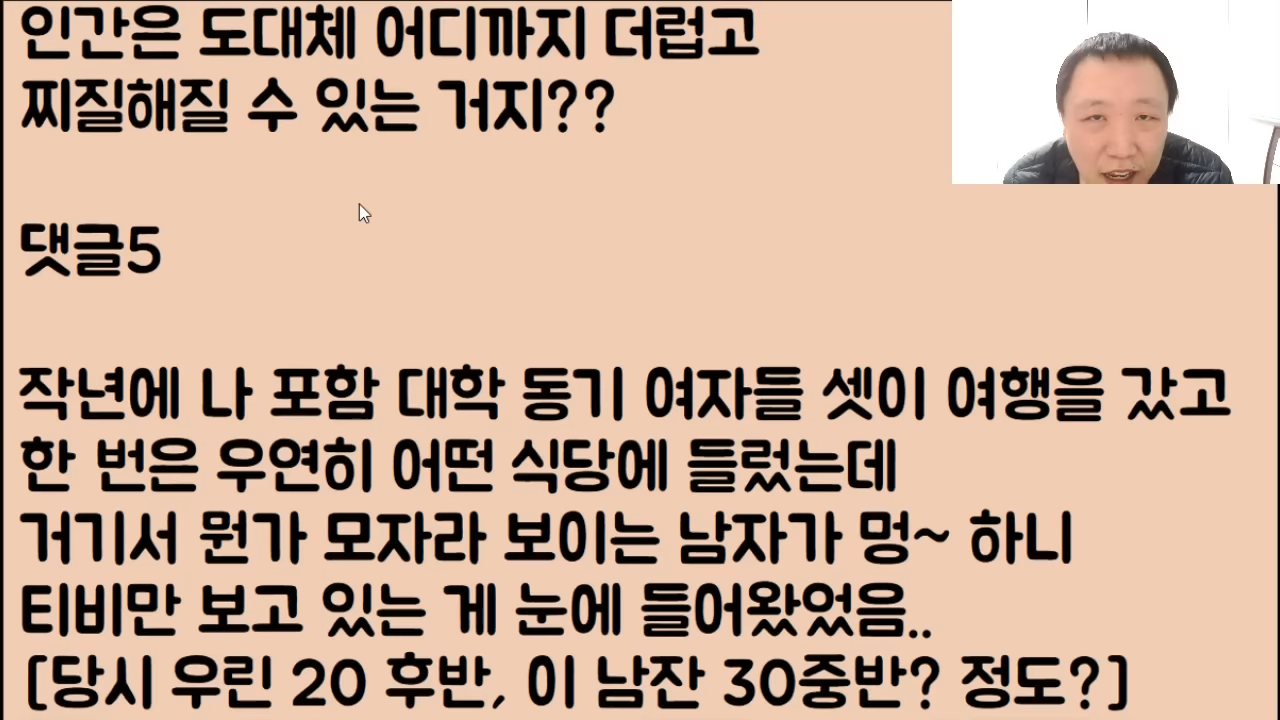 인간은 도대체 어디까지 더럽고
찌질해질 수 있는 거지??
댓글5
작년에 나 포함 대학 동기 여자들 셋이 여행을 갔고
한 번은 우연히 어떤 식당에 들렀는데
거기서 뭔가 모자라 보이는 남자가 멍~ 하니
티비만 보고 있는 게 눈에 들어왔었음..
[당시 우린 20 후반, 이 남잔 30중반? 정도?]